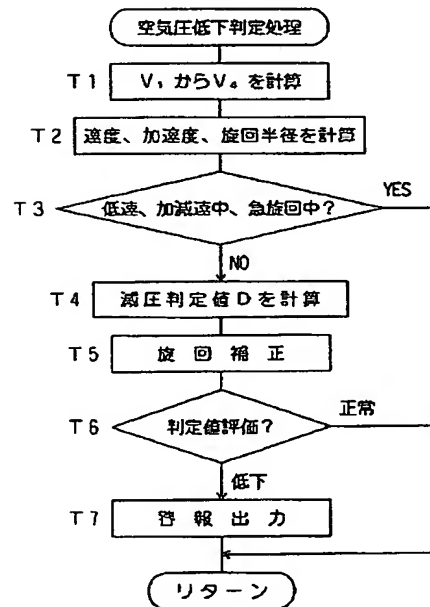 空気圧低下判定処理
T1 V₁からV₄を計算
T2 速度、加速度、旋回半径を計算
T3 低速、加減速中、急旋回中?
YES
NO
T4 減圧判定値Dを計算
T5 旋回補正
T6 判定値評価?
正常
低下
T7 警報出力
リターン